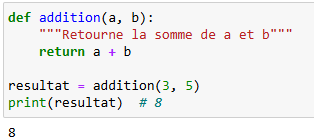 def addition(a, b):
    """Retourne la somme de a et b"""
    return a + b
resultat = addition(3, 5)
print(resultat)  # 8
8